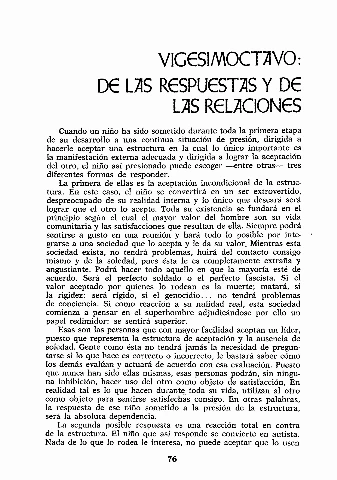 VIGESIMOCTAVO:
DE LAS RESPUESTAS Y DE
LAS RELACIONES
Cuando un niño ha sido sometido durante toda la primera etapa
de su desarrollo a una continua situación de presión, dirigida a
hacerle aceptar una estructura en la cual lo único importante es
la manifestación externa adecuada y dirigida a lograr la aceptación
del otro, el niño así presionado puede escoger —entre otras— tres
diferentes formas de responder.
La primera de ellas es la aceptación incondicional de la estruc-
tura. En este caso, el niño se convertirá en un ser extrovertido,
despreocupado de su realidad interna y lo único que deseará será
lograr que el otro lo acepte. Toda su existencia se fundará en el
principio según el cual el mayor valor del hombre son su vida
comunitaria y las satisfacciones que resultan de ella. Siempre podrá
sentirse a gusto en una reunión y hará todo lo posible por inte-
grarse a una sociedad que lo acepta y le da su valor. Mientras esta
sociedad exista, no tendrá problemas, huirá del contacto consigo
mismo y de la soledad, pues ésta le es completamente extraña y
angustiante. Podrá hacer todo aquello en que la mayoría esté de
acuerdo. Será el perfecto soldado o el perfecto fascista. Si el
valor aceptado por quienes lo rodean es la muerte; matará, si
la rigidez: será rígido, si el genocidio... no tendrá problemas
de conciencia. Si como reacción a su nulidad real, esta sociedad
comienza a pensar en el superhombre adjudicándose por ello un
papel redimidor: se sentirá superior.
Esas son las personas que con mayor facilidad aceptan un líder,
puesto que representa la estructura de aceptación y la ausencia de
soledad. Gente como ésta no tendrá jamás la necesidad de pregun-
tarse si lo que hace es correcto o incorrecto, le bastará saber cómo
los demás evalúan y actuará de acuerdo con esa evaluación. Puesto
que nunca han sido ellas mismas, esas personas podrán, sin ningu-
na inhibición, hacer uso del otro como objeto de satisfacción. En
realidad tal es lo que hacen durante toda su vida, utilizan al otro
como objeto para sentirse satisfechas consigo. En otras palabras,
la respuesta de ese niño sometido a la presión de la estructura,
será la absoluta dependencia.
La segunda posible respuesta es una reacción total en contra
de la estructura. El niño que así responde se convierte en autista.
Nada de lo que lo rodea le interesa, no puede aceptar que lo usen
76